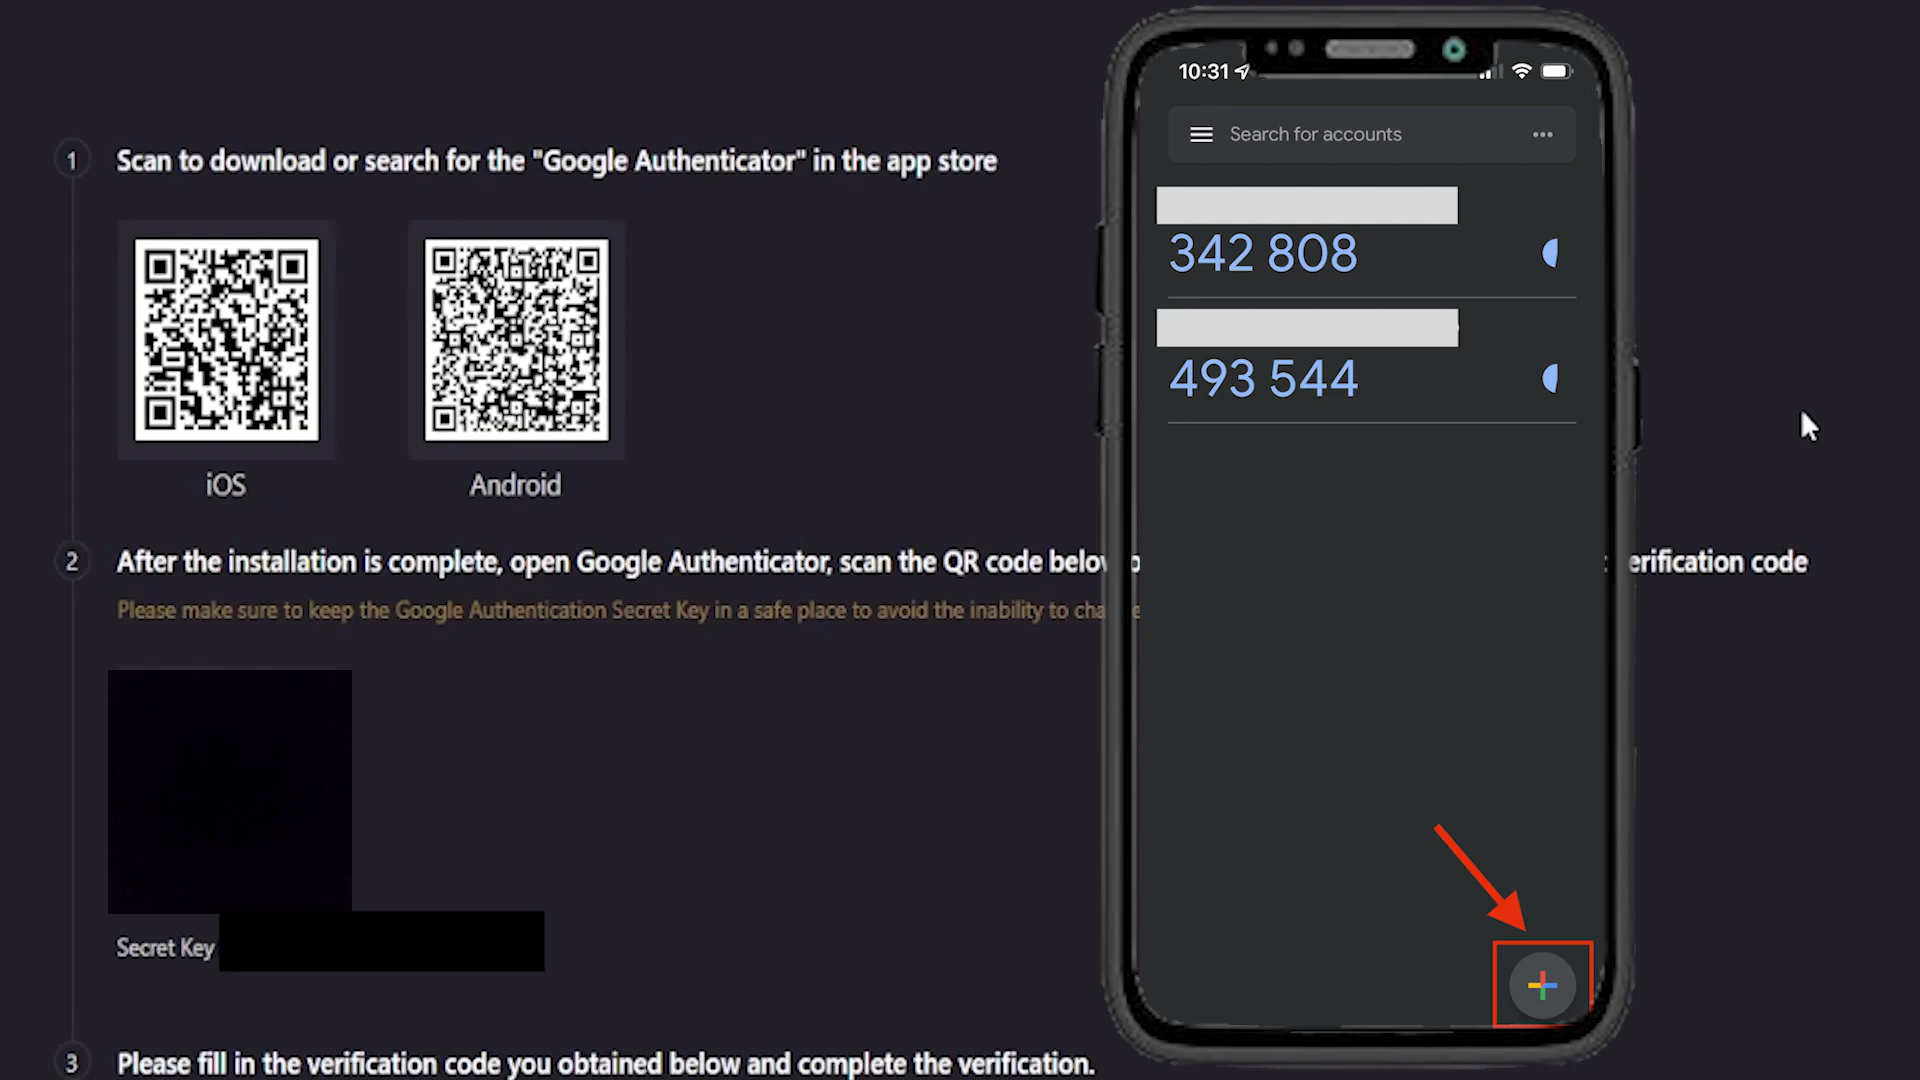 1
Scan to download or search for the "Google Authenticator" in the app store
iOS
Android
2
After the installation is complete, open Google Authenticator, scan the QR code below
erification code
Please make sure to keep the Google Authentication Secret Key in a safe place to avoid the inability to cha
Secret Key
3
Please fill in the verification code you obtained below and complete the verification.
10:31
Search for accounts
342 808
493 544